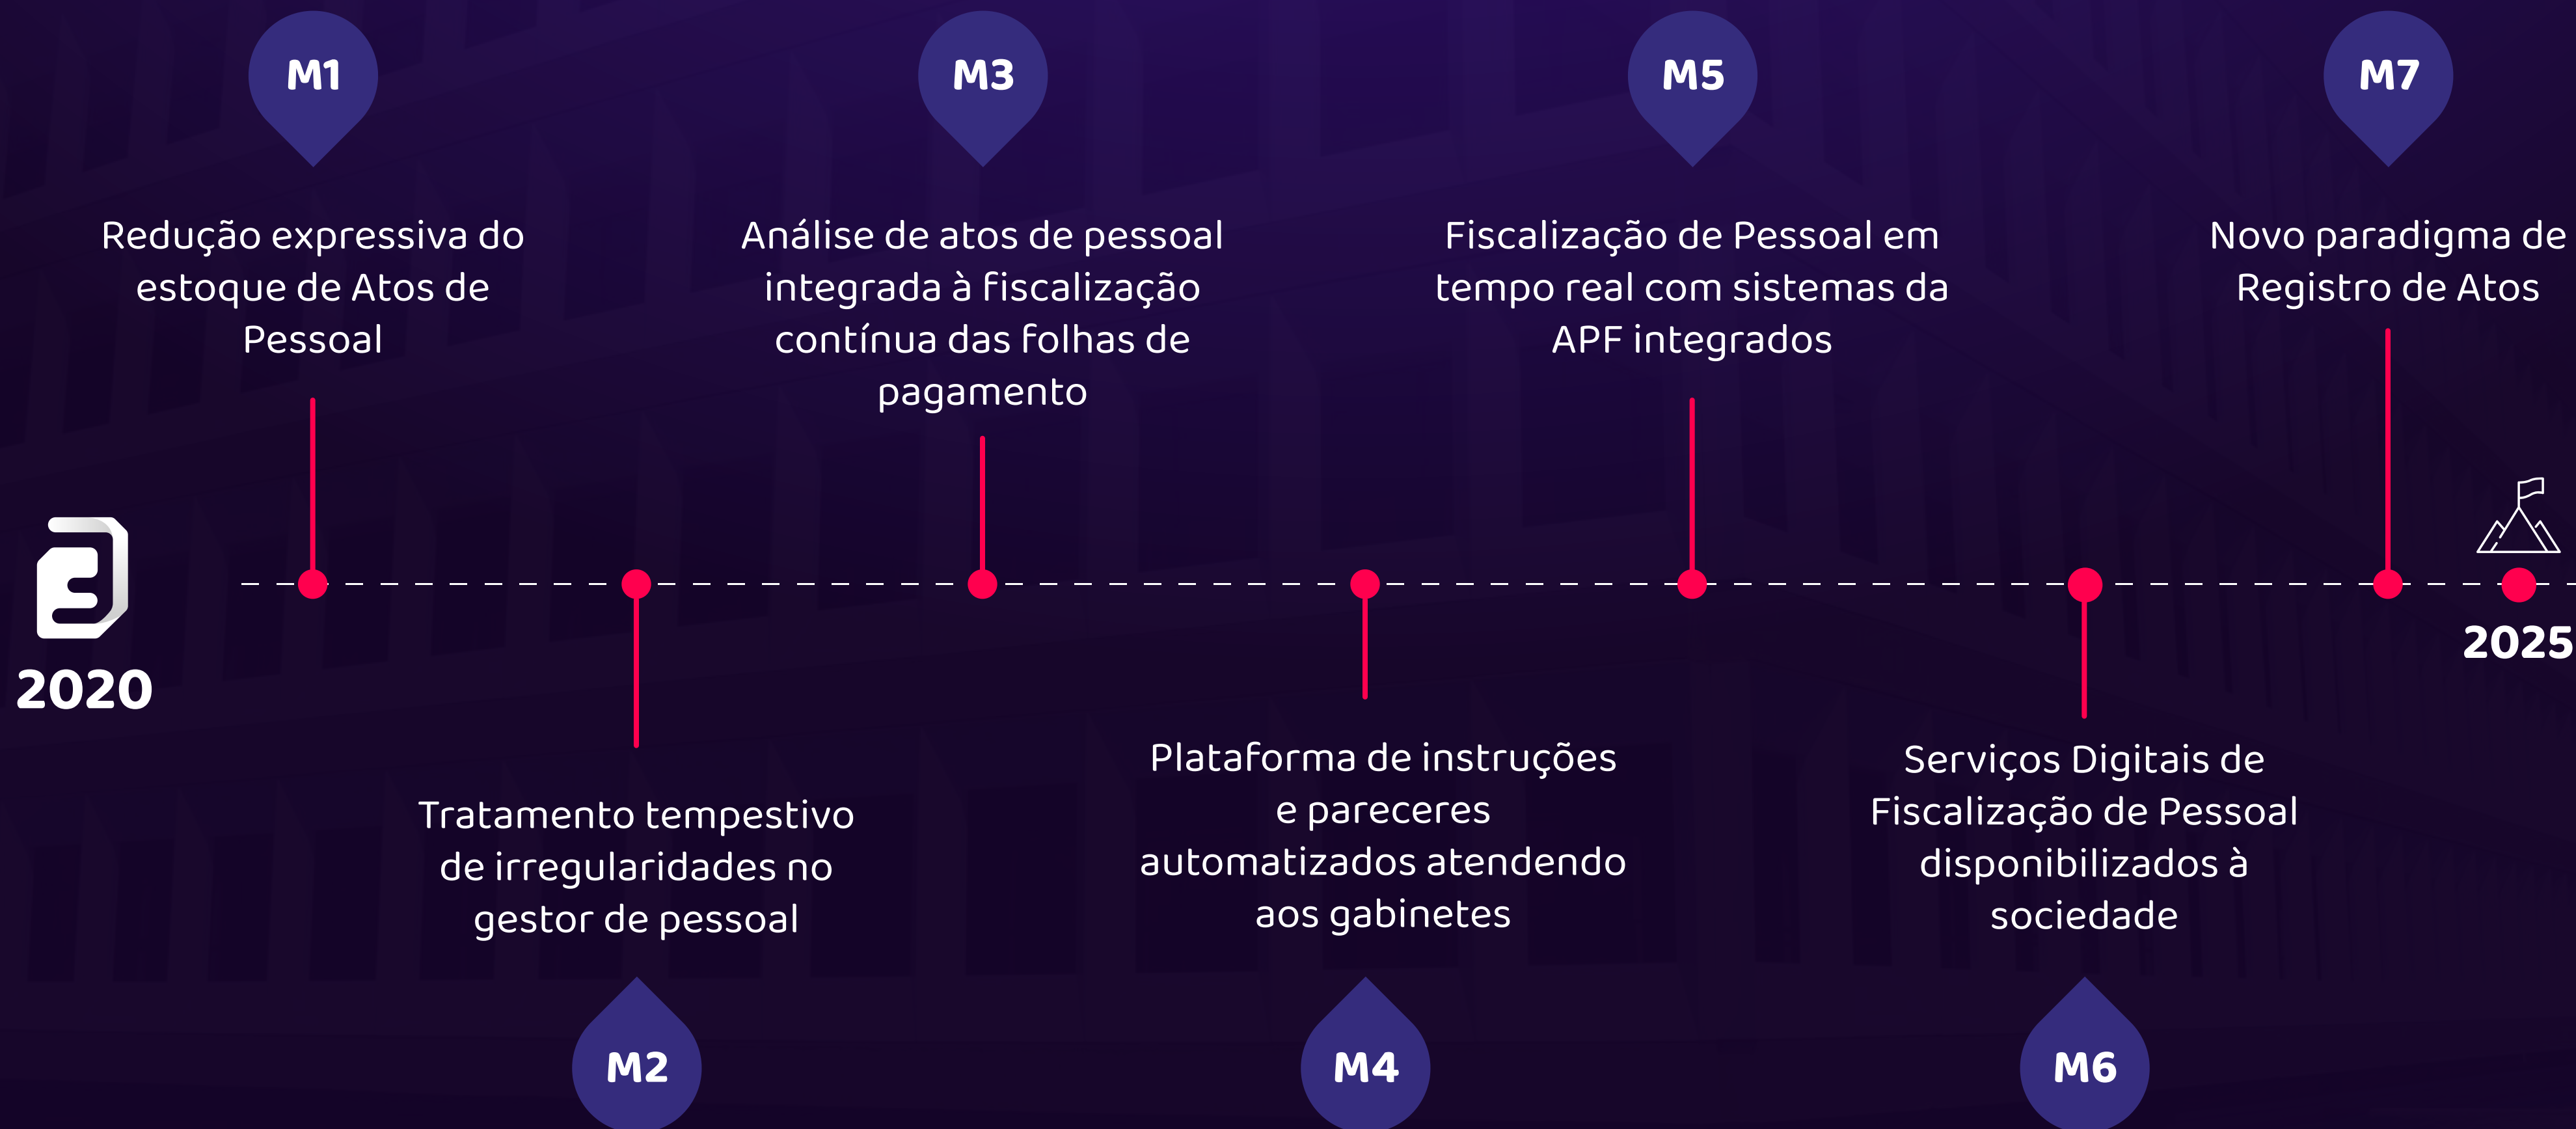 M1
Redução expressiva do
estoque de Atos de
Pessoal
M3
Análise de atos de pessoal
integrada à fiscalização
contínua das folhas de
pagamento
M5
Fiscalização de Pessoal em
tempo real com sistemas da
APF integrados
M7
Novo paradigma de
Registro de Atos
2020
2025
Tratamento tempestivo
de irregularidades no
gestor de pessoal
M2
Plataforma de instruções
e pareceres
automatizados atendendo
aos gabinetes
M4
Serviços Digitais de
Fiscalização de Pessoal
disponibilizados à
sociedade
M6